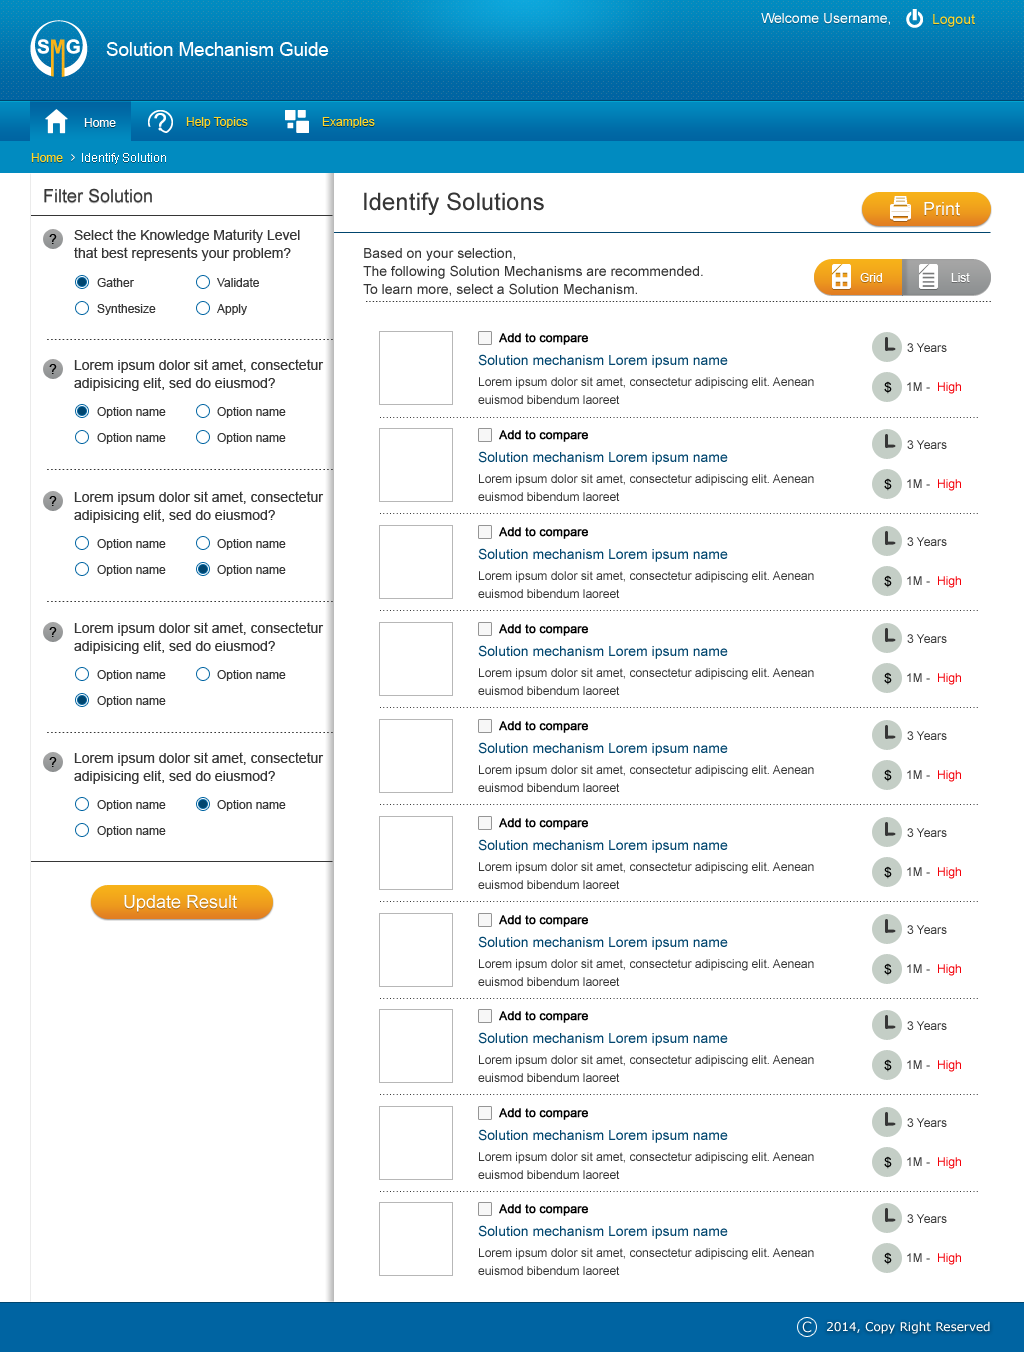 Welcome Username,
Logout
SMG
Solution Mechanism Guide
Home
Help Topics
Examples
Home > Identify Solution
Filter Solution
? Select the Knowledge Maturity Level
that best represents your problem?
Gather
Validate
Synthesize
Apply
? Lorem ipsum dolor sit amet, consectetur
adipisicing elit, sed do eiusmod?
Option name
Option name
Option name
Option name
? Lorem ipsum dolor sit amet, consectetur
adipisicing elit, sed do eiusmod?
Option name
Option name
Option name
Option name
? Lorem ipsum dolor sit amet, consectetur
adipisicing elit, sed do eiusmod?
Option name
Option name
Option name
? Lorem ipsum dolor sit amet, consectetur
adipisicing elit, sed do eiusmod?
Option name
Option name
Option name
Update Result
Identify Solutions
Print
Based on your selection,
The following Solution Mechanisms are recommended.
To learn more, select a Solution Mechanism.
Grid
List
Add to compare
Solution mechanism Lorem ipsum name
Lorem ipsum dolor sit amet, consectetur adipiscing elit. Aenean
euismod bibendum laoreet
3 Years
$ 1M - High
Add to compare
Solution mechanism Lorem ipsum name
Lorem ipsum dolor sit amet, consectetur adipiscing elit. Aenean
euismod bibendum laoreet
3 Years
$ 1M - High
Add to compare
Solution mechanism Lorem ipsum name
Lorem ipsum dolor sit amet, consectetur adipiscing elit. Aenean
euismod bibendum laoreet
3 Years
$ 1M - High
Add to compare
Solution mechanism Lorem ipsum name
Lorem ipsum dolor sit amet, consectetur adipiscing elit. Aenean
euismod bibendum laoreet
3 Years
$ 1M - High
Add to compare
Solution mechanism Lorem ipsum name
Lorem ipsum dolor sit amet, consectetur adipiscing elit. Aenean
euismod bibendum laoreet
3 Years
$ 1M - High
Add to compare
Solution mechanism Lorem ipsum name
Lorem ipsum dolor sit amet, consectetur adipiscing elit. Aenean
euismod bibendum laoreet
3 Years
$ 1M - High
Add to compare
Solution mechanism Lorem ipsum name
Lorem ipsum dolor sit amet, consectetur adipiscing elit. Aenean
euismod bibendum laoreet
3 Years
$ 1M - High
Add to compare
Solution mechanism Lorem ipsum name
Lorem ipsum dolor sit amet, consectetur adipiscing elit. Aenean
euismod bibendum laoreet
3 Years
$ 1M - High
Add to compare
Solution mechanism Lorem ipsum name
Lorem ipsum dolor sit amet, consectetur adipiscing elit. Aenean
euismod bibendum laoreet
3 Years
$ 1M - High
Add to compare
Solution mechanism Lorem ipsum name
Lorem ipsum dolor sit amet, consectetur adipiscing elit. Aenean
euismod bibendum laoreet
3 Years
$ 1M - High
© 2014, Copy Right Reserved